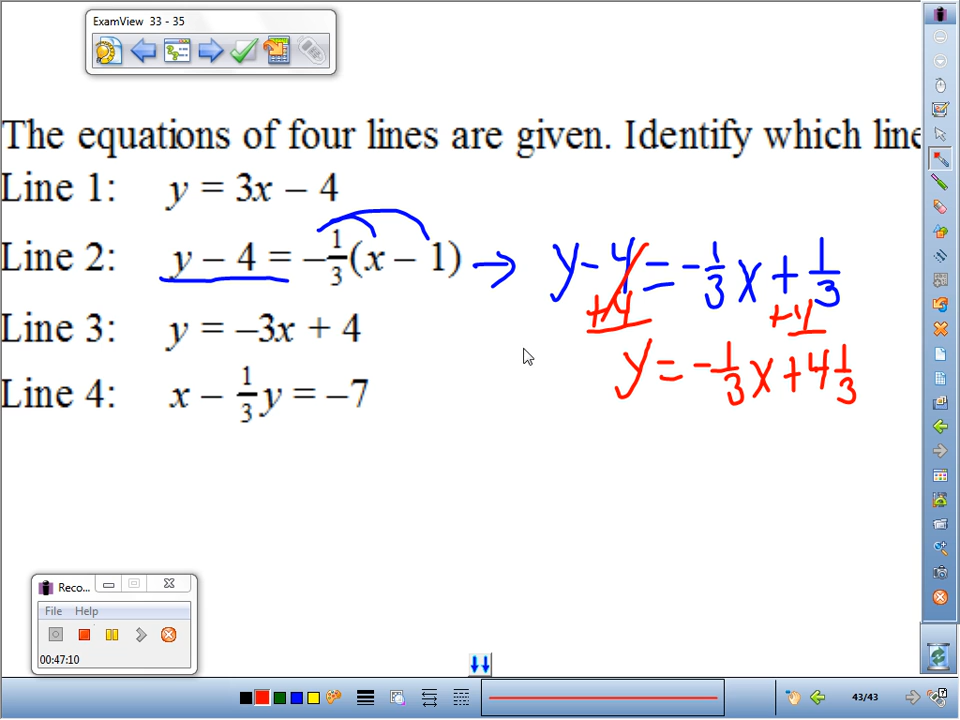 ExamView 33 - 35
The equations of four lines are given. Identify which line
Line 1: y = 3x – 4
Line 2: y – 4 = –1/3(x – 1) → y - 4 = -1/3x + 1/3
+4 +4
y = -1/3x + 4 1/3
Line 3: y = –3x + 4
Line 4: x – 1/3y = –7
Reco...
File Help
00:47:10
43/43